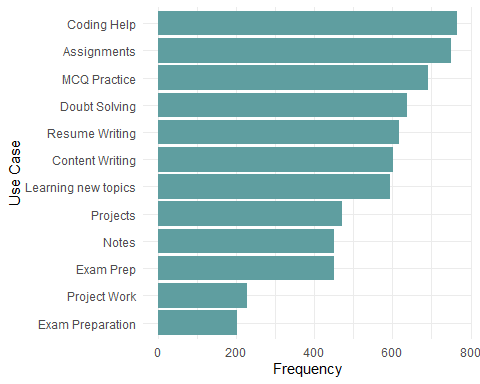 Use Case
Coding Help
Assignments
MCQ Practice
Doubt Solving
Resume Writing
Content Writing
Learning new topics
Projects
Notes
Exam Prep
Project Work
Exam Preparation
0 200 400 600 800
Frequency